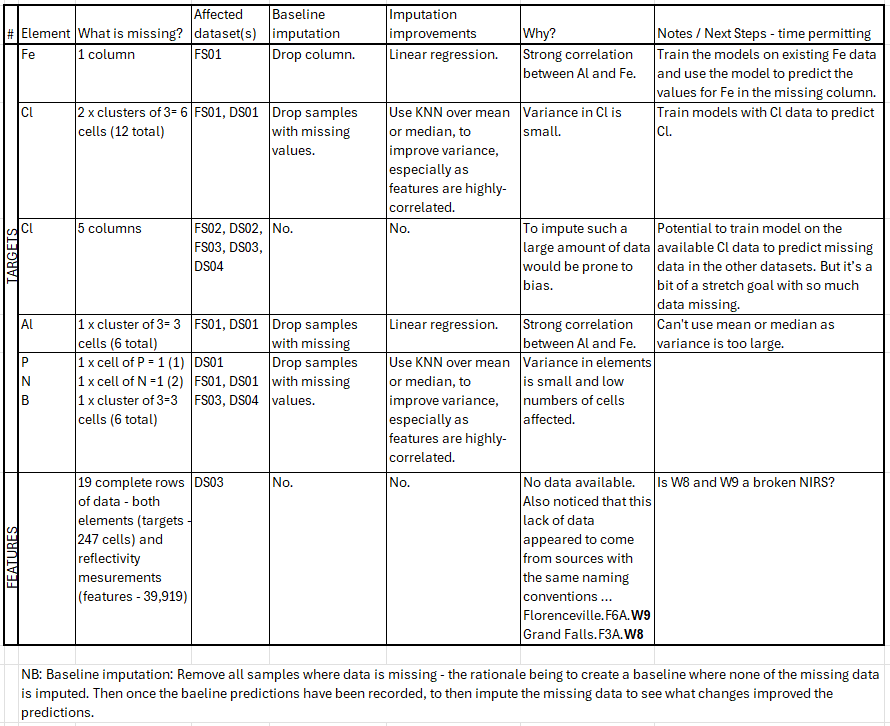 # Element What is missing? Affected dataset(s) Baseline imputation Imputation improvements Why? Notes / Next Steps - time permitting
TARGETS
Fe
1 column
FS01
Drop column.
Linear regression.
Strong correlation
between Al and Fe.
Train the models on existing Fe data
and use the model to predict the
values for Fe in the missing column.
Cl
2 x clusters of 3= 6
cells (12 total)
FS01, DS01
Drop samples
with missing
values.
Use KNN over mean
or median, to
improve variance,
especially as
features are highly-
correlated.
Variance in Cl is
small.
Train models with Cl data to predict
Cl.
Cl
5 columns
FS02, DS02,
FS03, DS03,
DS04
No.
No.
To impute such a
large amount of data
would be prone to
bias.
Potential to train model on the
available Cl data to predict missing
data in the other datasets. But it's a
bit of a stretch goal with so much
data missing.
Al
1 x cluster of 3= 3
cells (6 total)
FS01, DS01
Drop samples
with missing
Linear regression.
Strong correlation
between Al and Fe.
Can't use mean or median as
variance is too large.
P
N
B
1 x cell of P = 1 (1)
1 x cell of N =1 (2)
1 x cluster of 3=3
cells (6 total)
DS01
FS01, DS01
FS03, DS04
Drop samples
with missing
values.
Use KNN over mean
or median, to
improve variance,
especially as
features are highly-
correlated.
Variance in elements
is small and low
numbers of cells
affected.
FEATURES
19 complete rows
of data - both
elements (targets -
247 cells) and
reflectivity
mesurements
(features - 39,919)
DS03
No.
No.
No data available.
Also noticed that this
lack of data
appeared to come
from sources with
the same naming
conventions ...
Florenceville.F6A.W9
Grand Falls.F3A.W8
Is W8 and W9 a broken NIRS?
NB: Baseline imputation: Remove all samples where data is missing - the rationale being to create a baseline where none of the missing data
is imputed. Then once the baeline predictions have been recorded, to then impute the missing data to see what changes improved the
predictions.